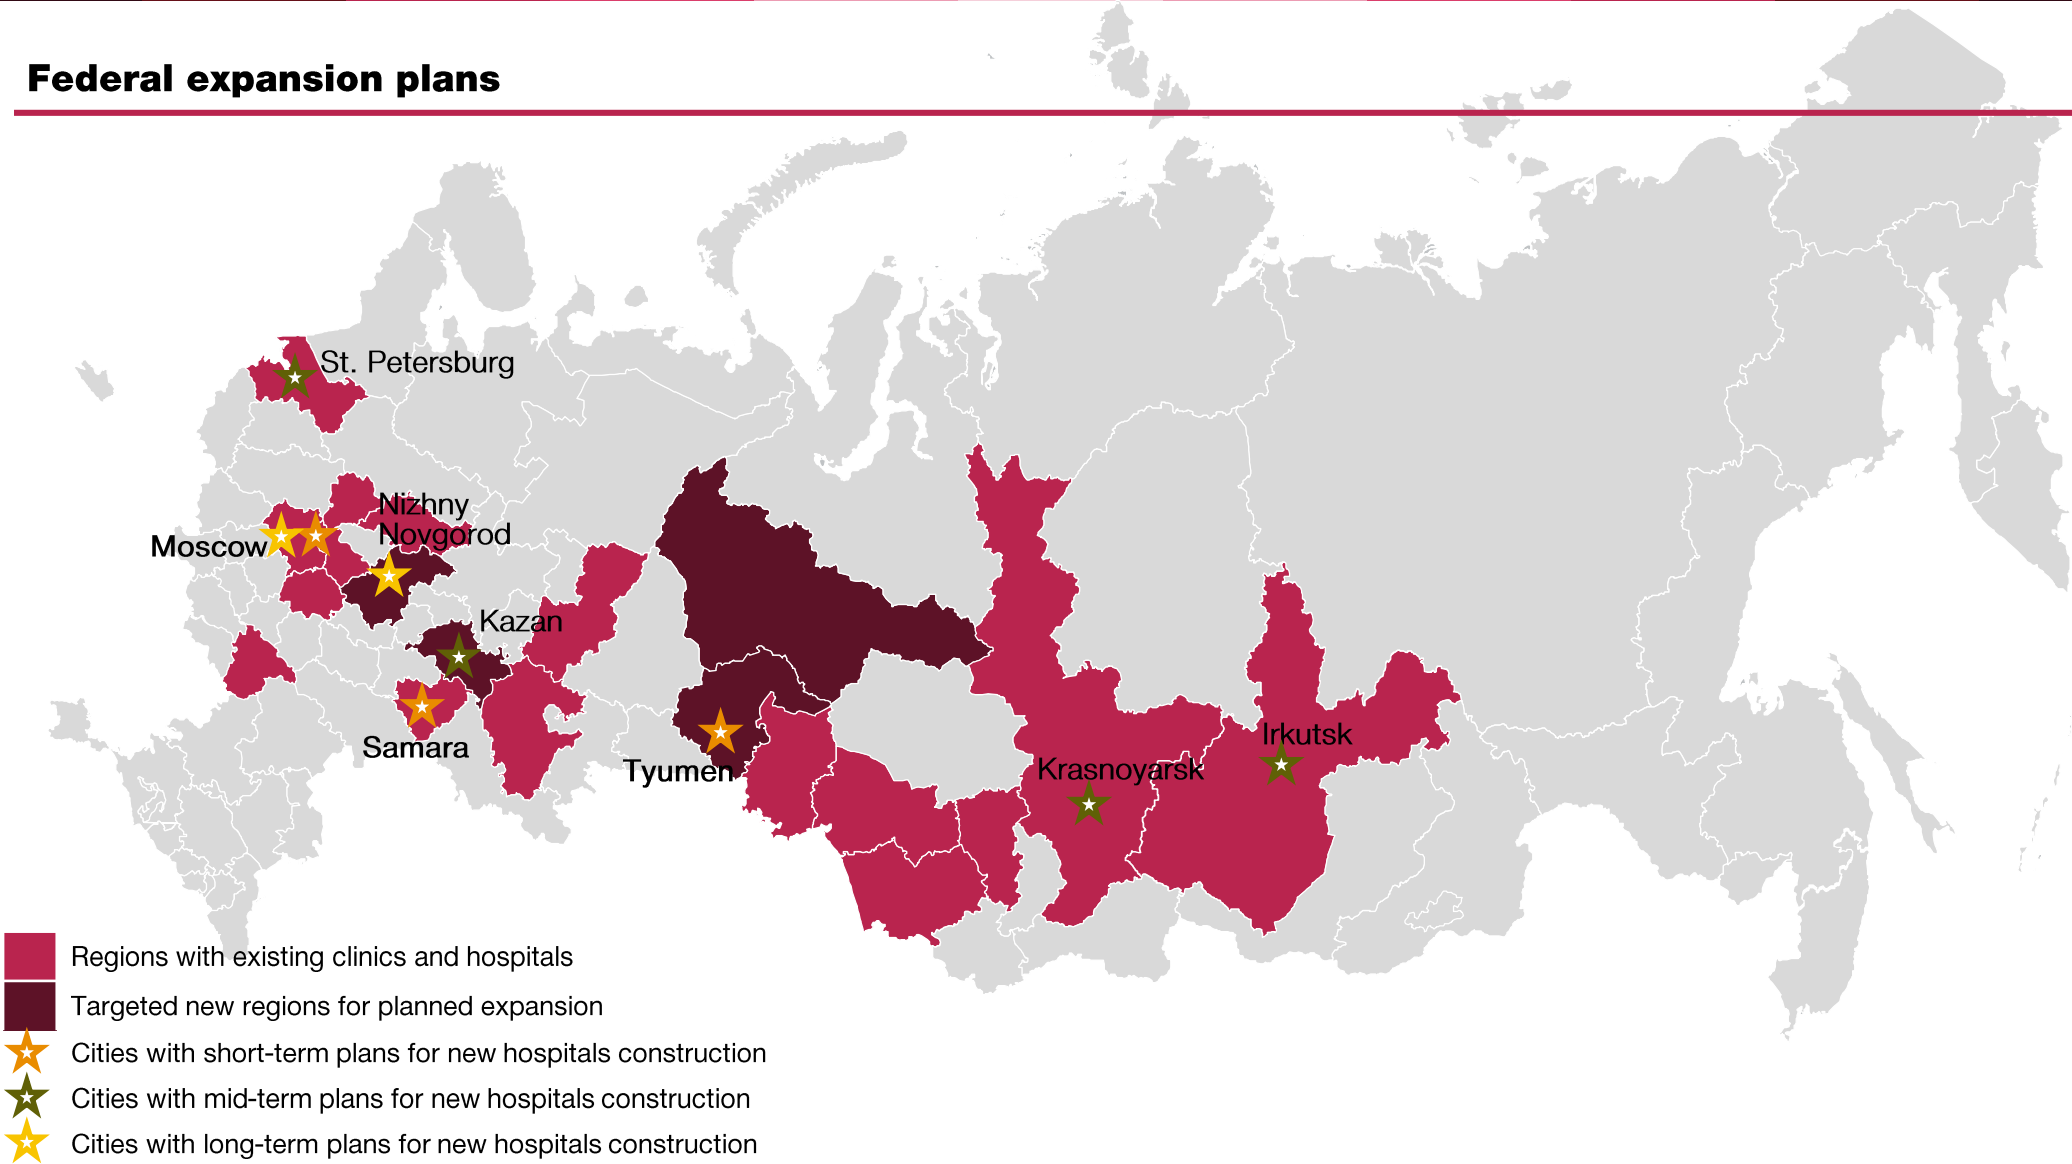 Federal expansion plans
St. Petersburg
Nizhny
Novgorod
Moscow
Kazan
Samara
Tyumen
Irkutsk
Krasnoyarsk
Regions with existing clinics and hospitals
Targeted new regions for planned expansion
Cities with short-term plans for new hospitals construction
Cities with mid-term plans for new hospitals construction
Cities with long-term plans for new hospitals construction